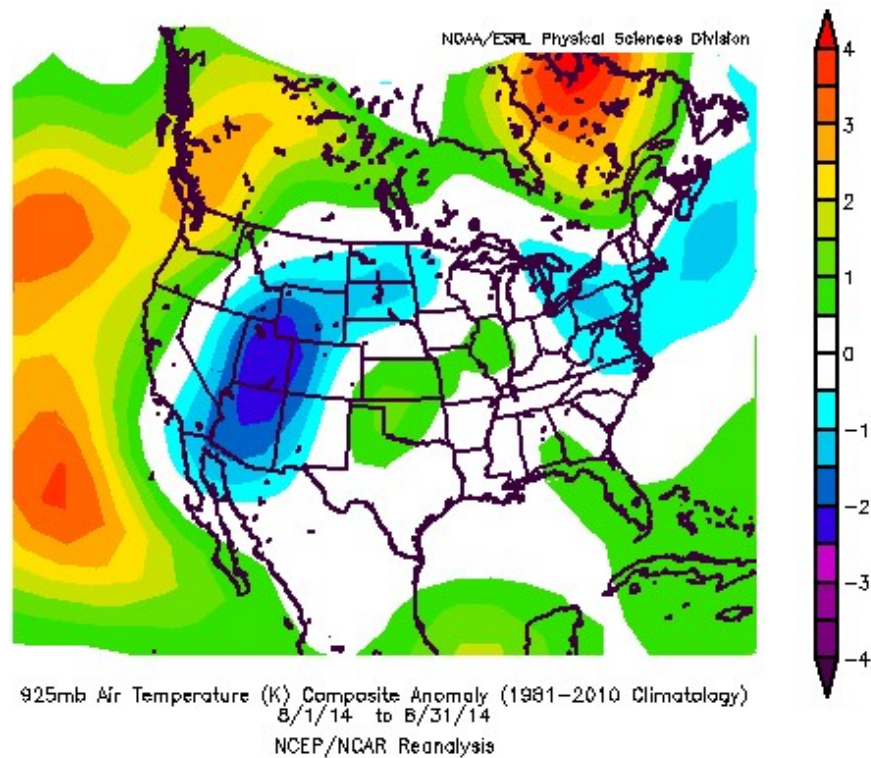 NOAA/ESRL Physical Sciences Division
4
3
2
1
0
-1
-2
-3
-4
925mb Air Temperature (K) Composite Anomaly (1981-2010 Climatology)
8/1/14 to 8/31/14
NCEP/NCAR Reanalysis